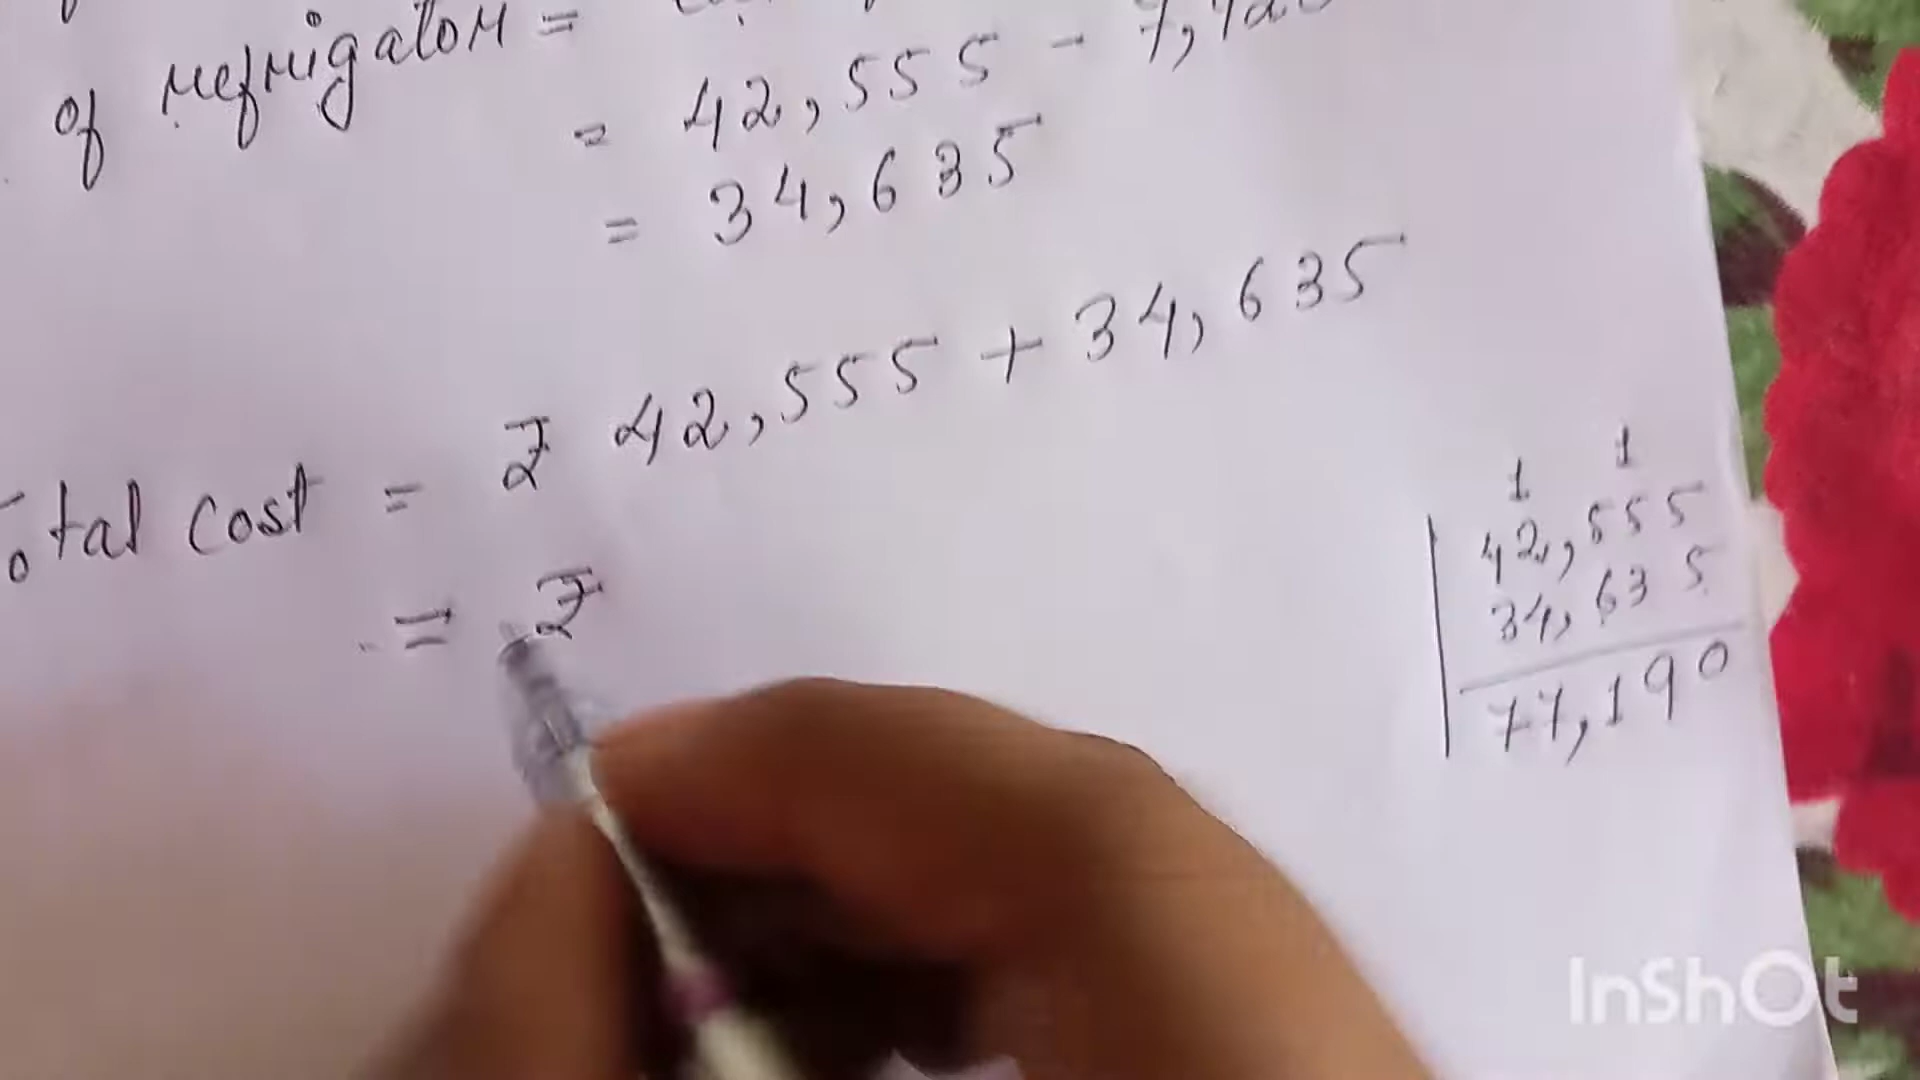 of refrigator =
= 42,555 -
= 34,635
Total cost = ₹ 42,555 + 34,635
= ₹
1 1
42,555
34,635
77,190
InShOt